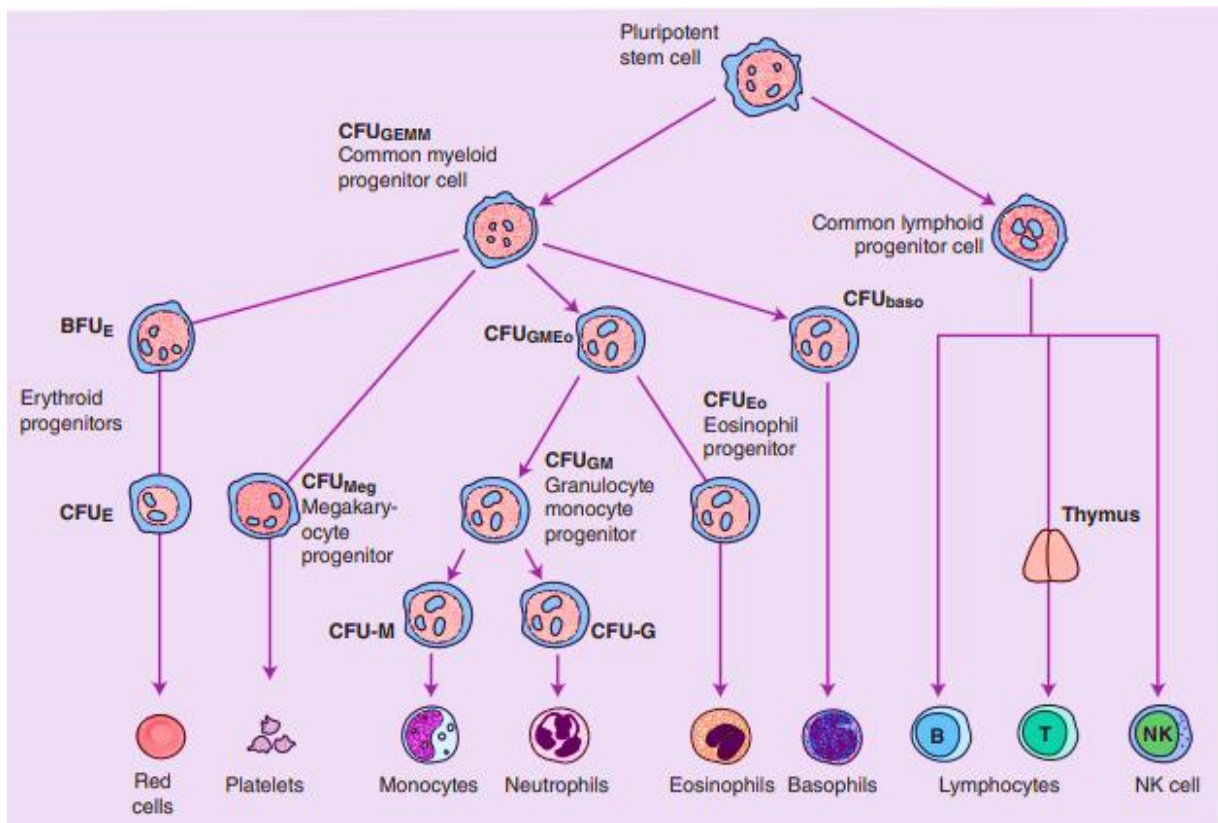 Pluripotent
stem cell
CFUGEMM
Common myeloid
progenitor cell
Common lymphoid
progenitor cell
BFUE
CFUGMEo
CFUbaso
Erythroid
progenitors
CFUEo
Eosinophil
progenitor
CFUE
CFUMeg
Megakary-
ocyte
progenitor
CFUGM
Granulocyte
monocyte
progenitor
Thymus
CFU-M
CFU-G
B
T
NK
Red
cells
Platelets
Monocytes
Neutrophils
Eosinophils
Basophils
Lymphocytes
NK cell